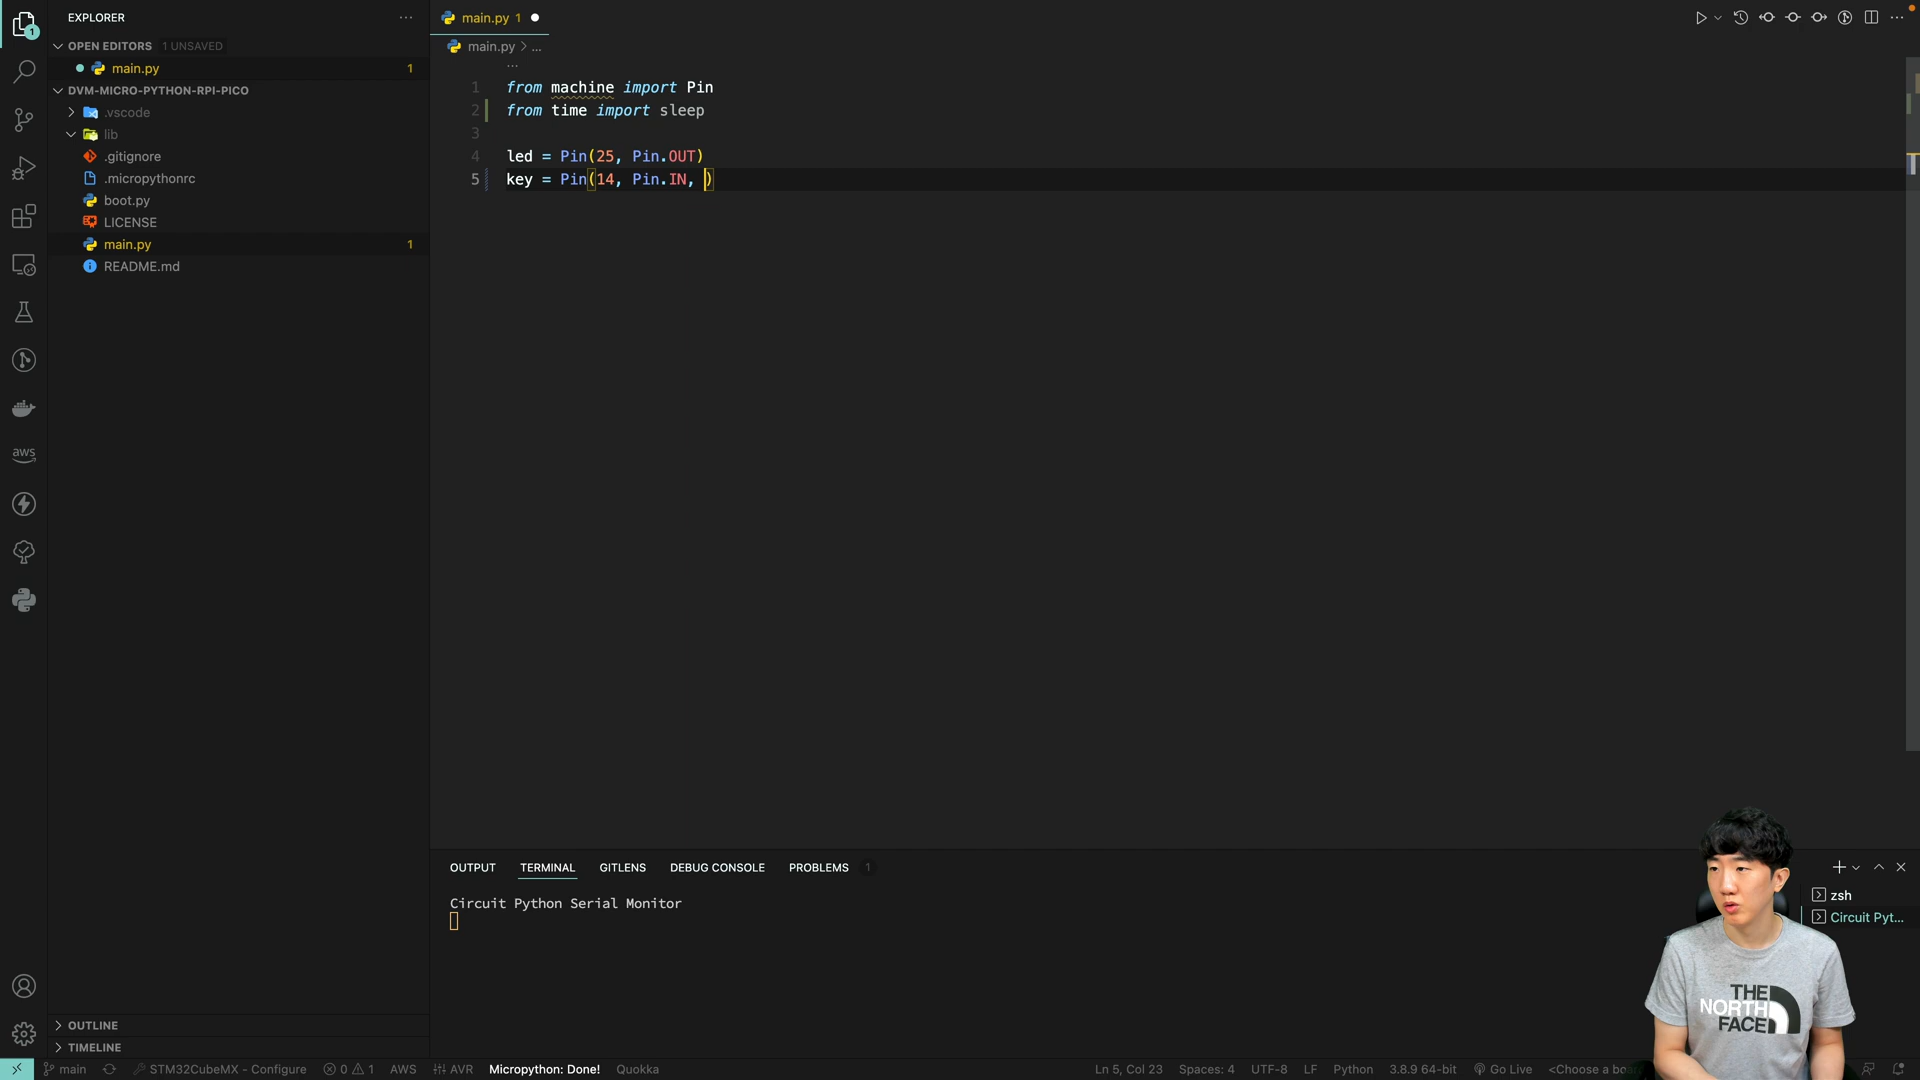 EXPLORER
OPEN EDITORS 1 UNSAVED
main.py 1
DVM-MICRO-PYTHON-RPI-PICO
.vscode
lib
.gitignore
.micropythonrc
boot.py
LICENSE
main.py 1
README.md
OUTLINE
TIMELINE
1
aws
main.py 1
main.py > ...
...
1 from machine import Pin
2 from time import sleep
3
4 led = Pin(25, Pin.OUT)
5 key = Pin(14, Pin.IN, )
OUTPUT TERMINAL GITLENS DEBUG CONSOLE PROBLEMS 1
Circuit Python Serial Monitor
zsh
Circuit Pyt...
THE
NORTH
FACE
main STM32CubeMX - Configure 0 1 AWS AVR Micropython: Done! Quokka Ln 5, Col 23 Spaces: 4 UTF-8 LF Python 3.8.9 64-bit Go Live <Choose a